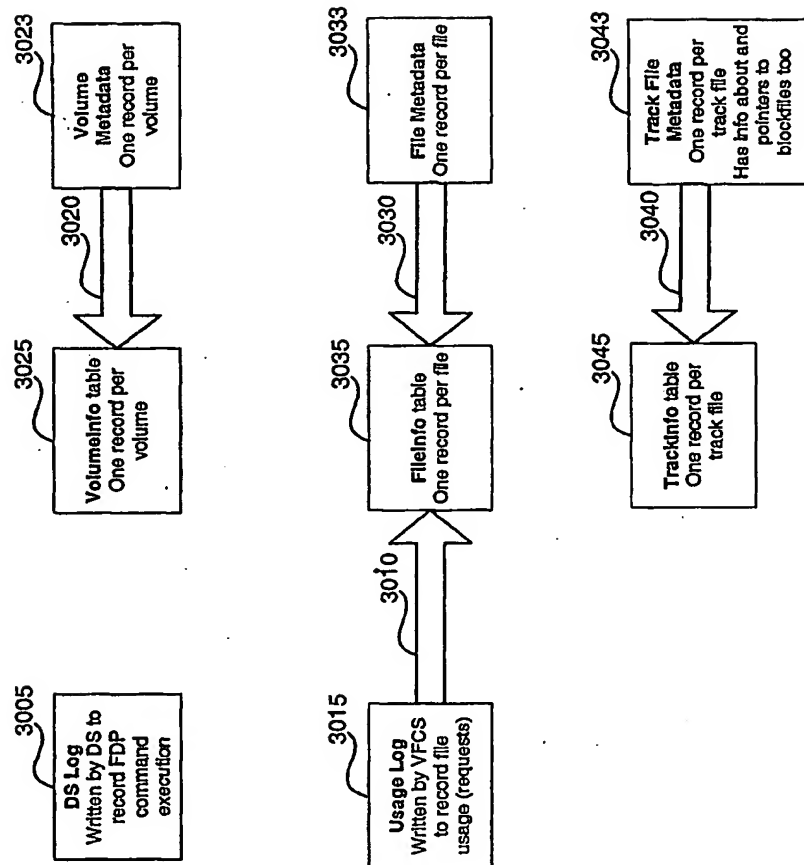 3005
DS Log
Written by DS to
record FDP
command
execution
3025
VolumeInfo table
One record per
volume
3020
3023
Volume
Metadata
One record per
volume
3015
Usage Log
Written by VFCS
to record file
usage (requests)
3010
3035
FileInfo table
One record per file
3030
3033
File Metadata
One record per file
3045
TrackInfo table
One record per
track file
3040
3043
Track File
Metadata
One record per
track file
Has info about and
pointers to
blockfiles too